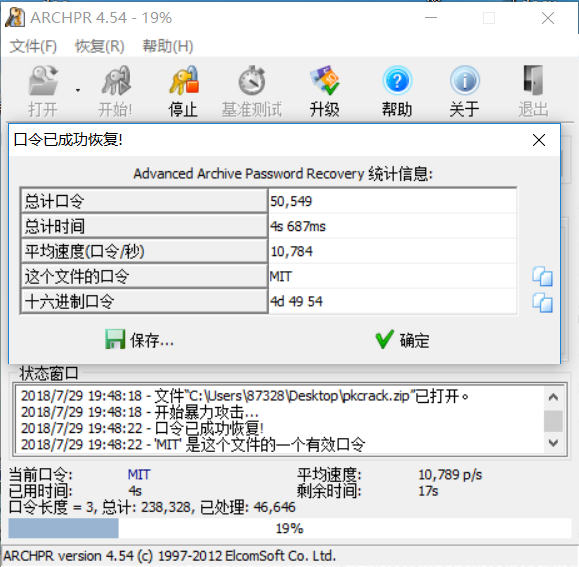 ARCHPR 4.54 - 19%
文件(F) 恢复(R) 帮助(H)
打开 开始! 停止 基准测试 升级 帮助 关于 退出
口令已成功恢复!
Advanced Archive Password Recovery 统计信息:
总计口令 50,549
总计时间 4s 687ms
平均速度(口令/秒) 10,784
这个文件的口令 MIT
十六进制口令 4d 49 54
保存... 确定
状态窗口
2018/7/29 19:48:18 - 文件“C:\Users\87328\Desktop\pkcrack.zip”已打开。
2018/7/29 19:48:18 - 开始暴力攻击...
2018/7/29 19:48:22 - 口令已成功恢复!
2018/7/29 19:48:22 - 'MIT' 是这个文件的一个有效口令
当前口令: MIT 平均速度: 10,789 p/s
已用时间: 4s 剩余时间: 17s
口令长度 = 3, 总计: 238,328, 已处理: 46,646
19%
ARCHPR version 4.54 (c) 1997-2012 ElcomSoft Co. Ltd.